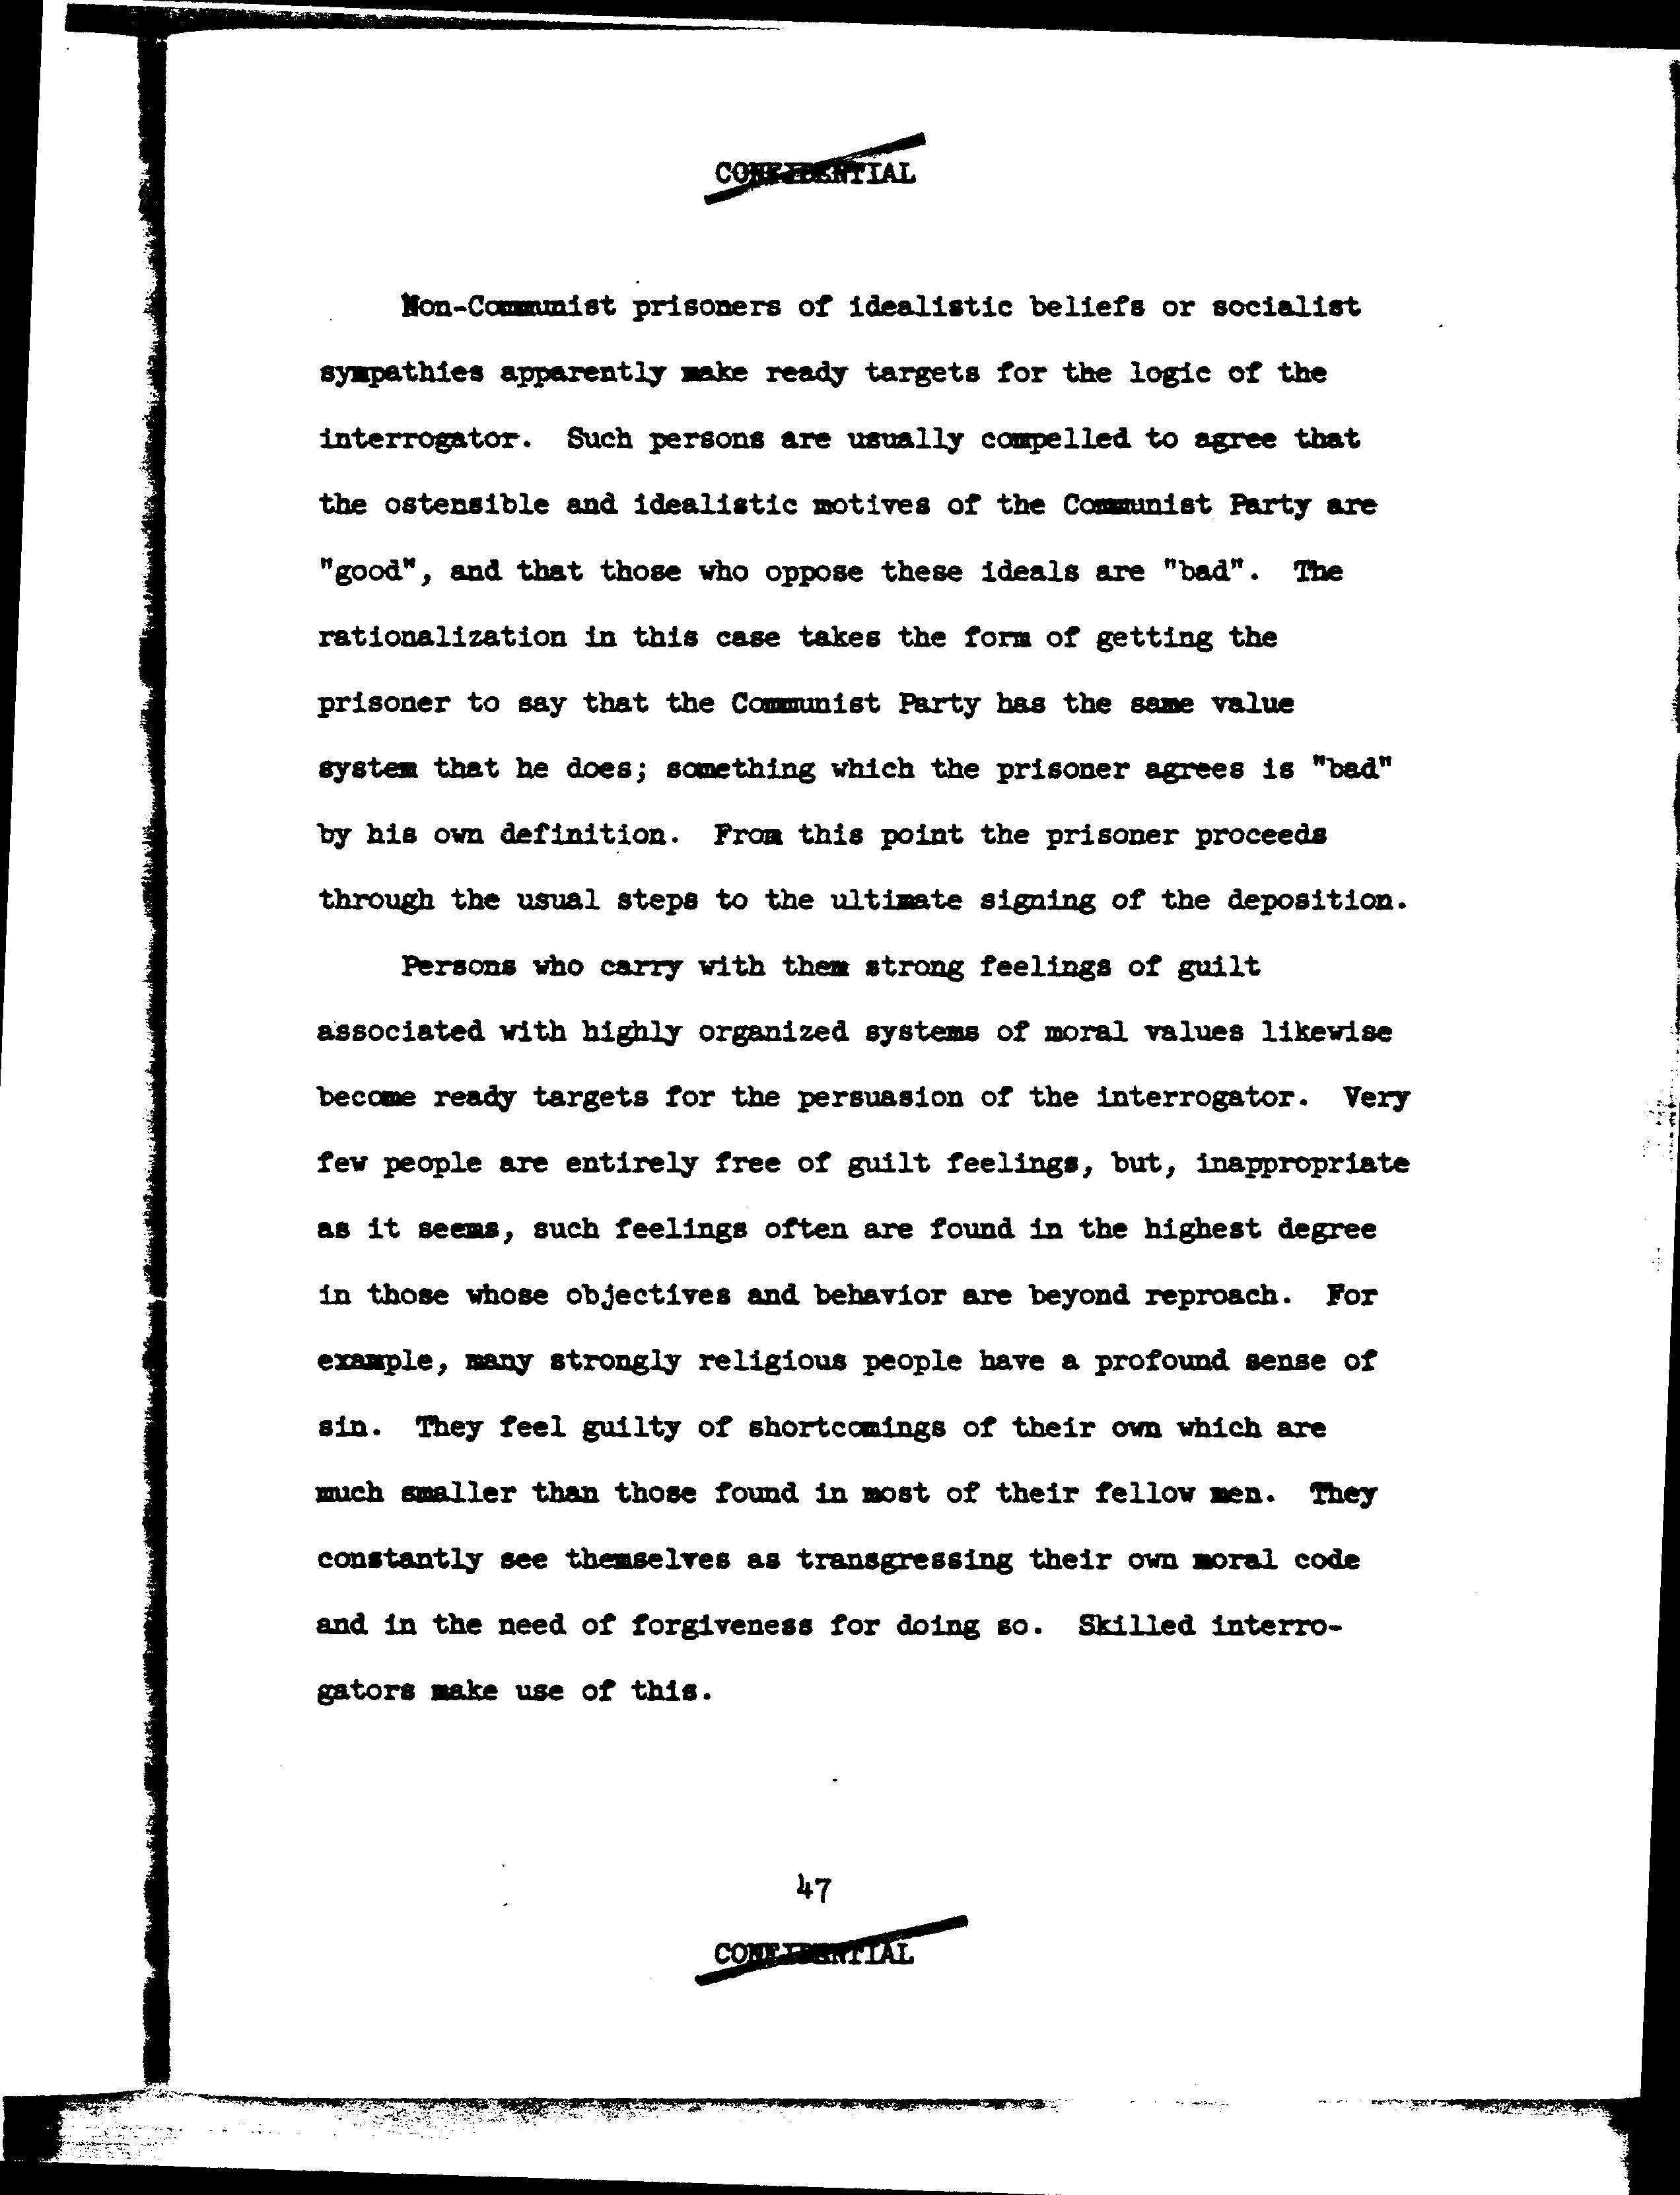 CONFIDENTIAL
Non-Communist prisoners of idealistic beliefs or socialist
sympathies apparently make ready targets for the logic of the
interrogator. Such persons are usually compelled to agree that
the ostensible and idealistic motives of the Communist Party are
"good", and that those who oppose these ideals are "bad". The
rationalization in this case takes the form of getting the
prisoner to say that the Communist Party has the same value
system that he does; something which the prisoner agrees is "bad"
by his own definition. From this point the prisoner proceeds
through the usual steps to the ultimate signing of the deposition.
Persons who carry with them strong feelings of guilt
associated with highly organized systems of moral values likewise
become ready targets for the persuasion of the interrogator. Very
few people are entirely free of guilt feelings, but, inappropriate
as it seems, such feelings often are found in the highest degree
in those whose objectives and behavior are beyond reproach. For
example, many strongly religious people have a profound sense of
sin. They feel guilty of shortcomings of their own which are
much smaller than those found in most of their fellow men. They
constantly see themselves as transgressing their own moral code
and in the need of forgiveness for doing so. Skilled interro-
gators make use of this.
47
CONFIDENTIAL